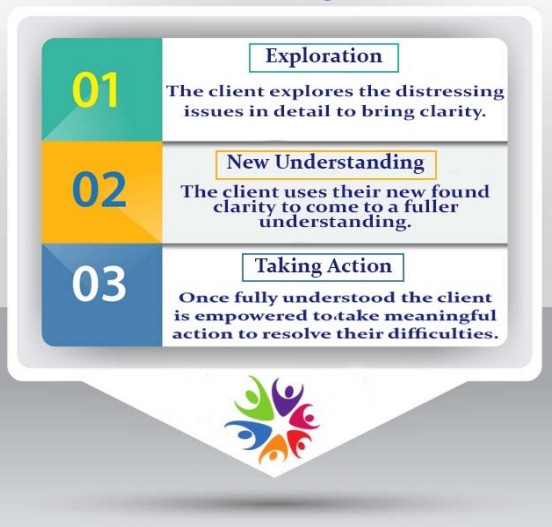 01
Exploration
The client explores the distressing
issues in detail to bring clarity.
02
New Understanding
The client uses their new found
clarity to come to a fuller
understanding.
03
Taking Action
Once fully understood the client
is empowered to take meaningful
action to resolve their difficulties.